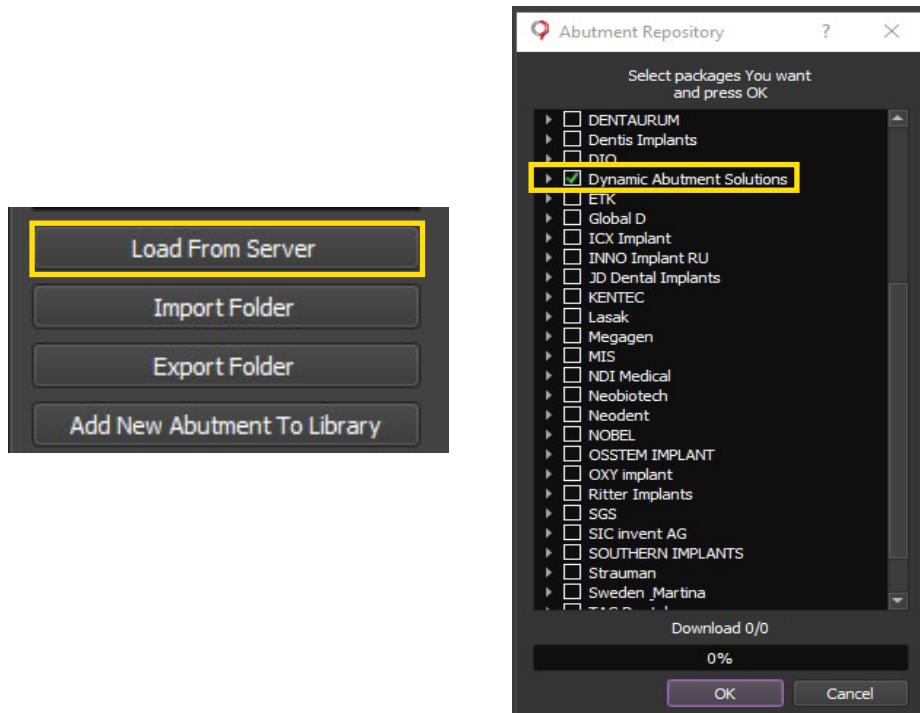 Load From Server
Import Folder
Export Folder
Add New Abutment To Library
Abutment Repository
?
Select packages You want
and press OK
DENTAURUM
Dentis Implants
DIO
Dynamic Abutment Solutions
ETK
Global D
ICX Implant
INNO Implant RU
JD Dental Implants
KENTEC
Lasak
Megagen
MIS
NDI Medical
Neobiotech
Neodent
NOBEL
OSSTEM IMPLANT
OXY implant
Ritter Implants
SGS
SIC invent AG
SOUTHERN IMPLANTS
Strauman
Sweden_Martina
Download 0/0
0%
OK Cancel